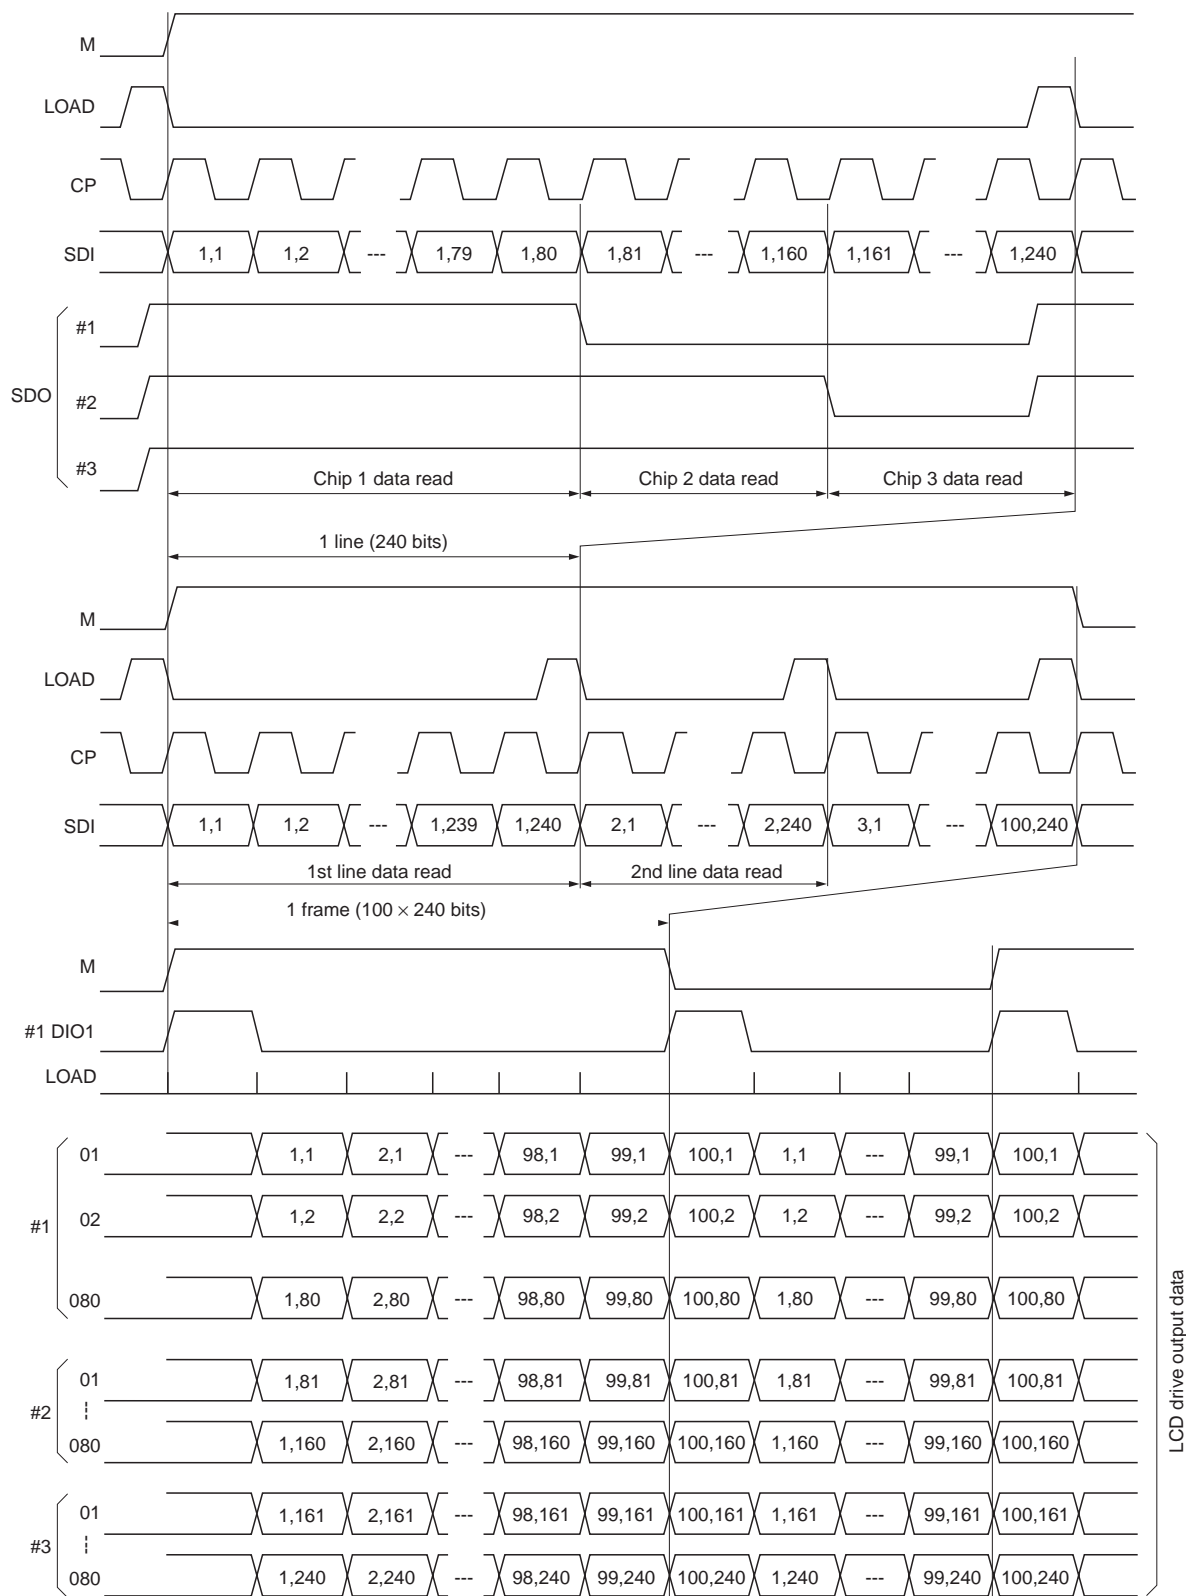 M
LOAD
CP
SDI 1,1 1,2 --- 1,79 1,80 1,81 --- 1,160 1,161 --- 1,240
#1
SDO
#2
#3
Chip 1 data read Chip 2 data read Chip 3 data read
1 line (240 bits)
M
LOAD
CP
SDI 1,1 1,2 --- 1,239 1,240 2,1 --- 2,240 3,1 --- 100,240
1st line data read 2nd line data read
1 frame (100 × 240 bits)
M
#1 DIO1
LOAD
01 1,1 2,1 --- 98,1 99,1 100,1 1,1 --- 99,1 100,1
#1 02 1,2 2,2 --- 98,2 99,2 100,2 1,2 --- 99,2 100,2
080 1,80 2,80 --- 98,80 99,80 100,80 1,80 --- 99,80 100,80
01 1,81 2,81 --- 98,81 99,81 100,81 1,81 --- 99,81 100,81
#2
080 1,160 2,160 --- 98,160 99,160 100,160 1,160 --- 99,160 100,160
01 1,161 2,161 --- 98,161 99,161 100,161 1,161 --- 99,161 100,161
#3
080 1,240 2,240 --- 98,240 99,240 100,240 1,240 --- 99,240 100,240
LCD drive output data